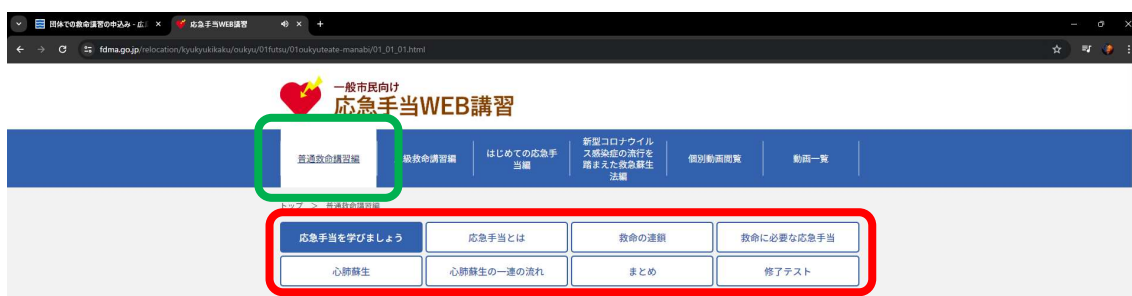 団体での救命講習の申込み - 広
応急手当WEB講習
fdma.go.jp/relocation/kyukyukikaku/oukyu/01futsu/01oukyuteate-manabi/01_01_01.html
一般市民向け
応急手当WEB講習
普通救命講習編
級救命講習編
はじめての応急手
当編
新型コロナウイル
ス感染症の流行を
踏まえた救急蘇生
法編
個別動画閲覧
動画一覧
トップ > 普通救命講習編
応急手当を学びましょう
応急手当とは
救命の連鎖
救命に必要な応急手当
心肺蘇生
心肺蘇生の一連の流れ
まとめ
修了テスト